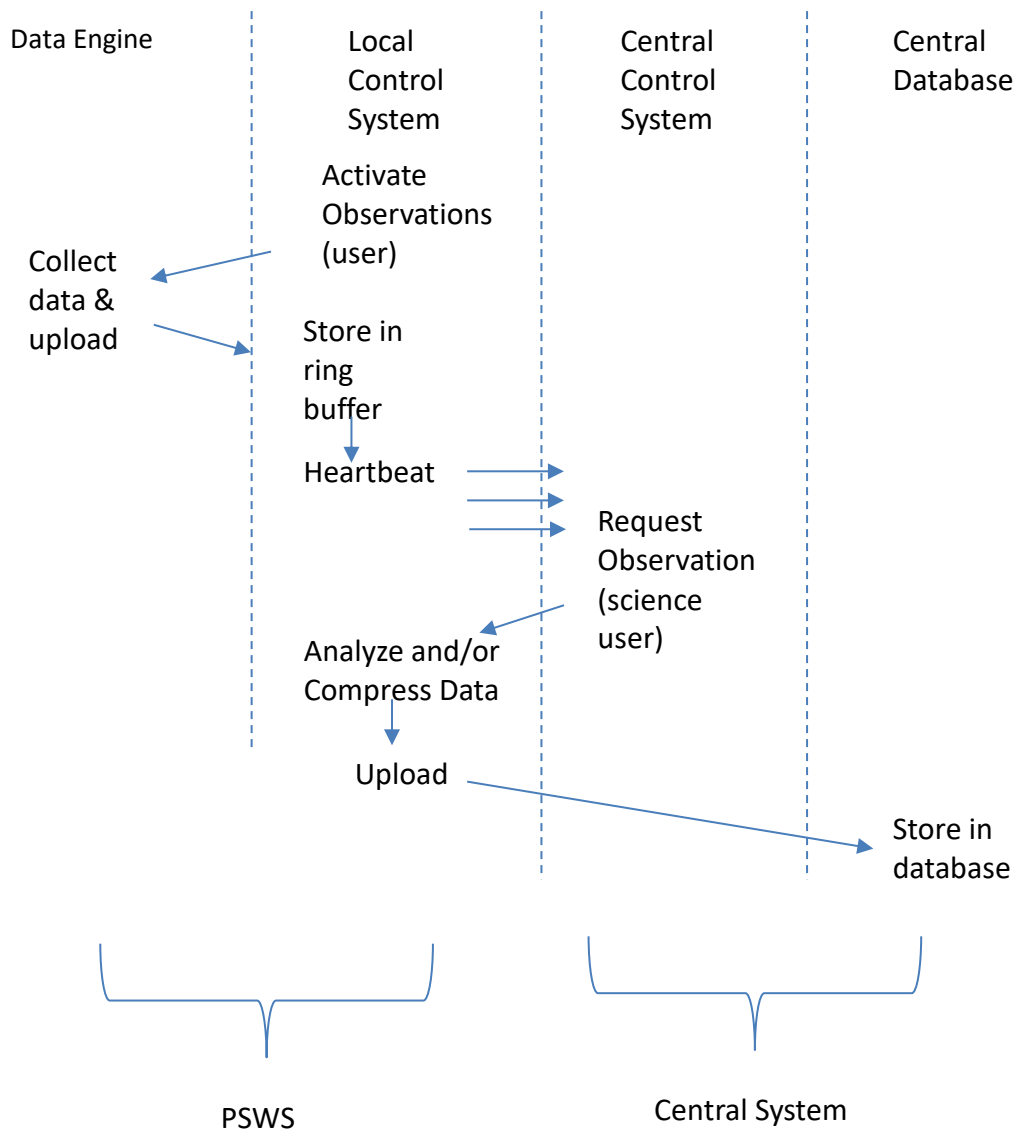 Data Engine
Local
Control
System
Central
Control
System
Central
Database
Activate
Observations
(user)
Collect
data &
upload
Store in
ring
buffer
Heartbeat
Request
Observation
(science
user)
Analyze and/or
Compress Data
Upload
Store in
database
PSWS
Central System